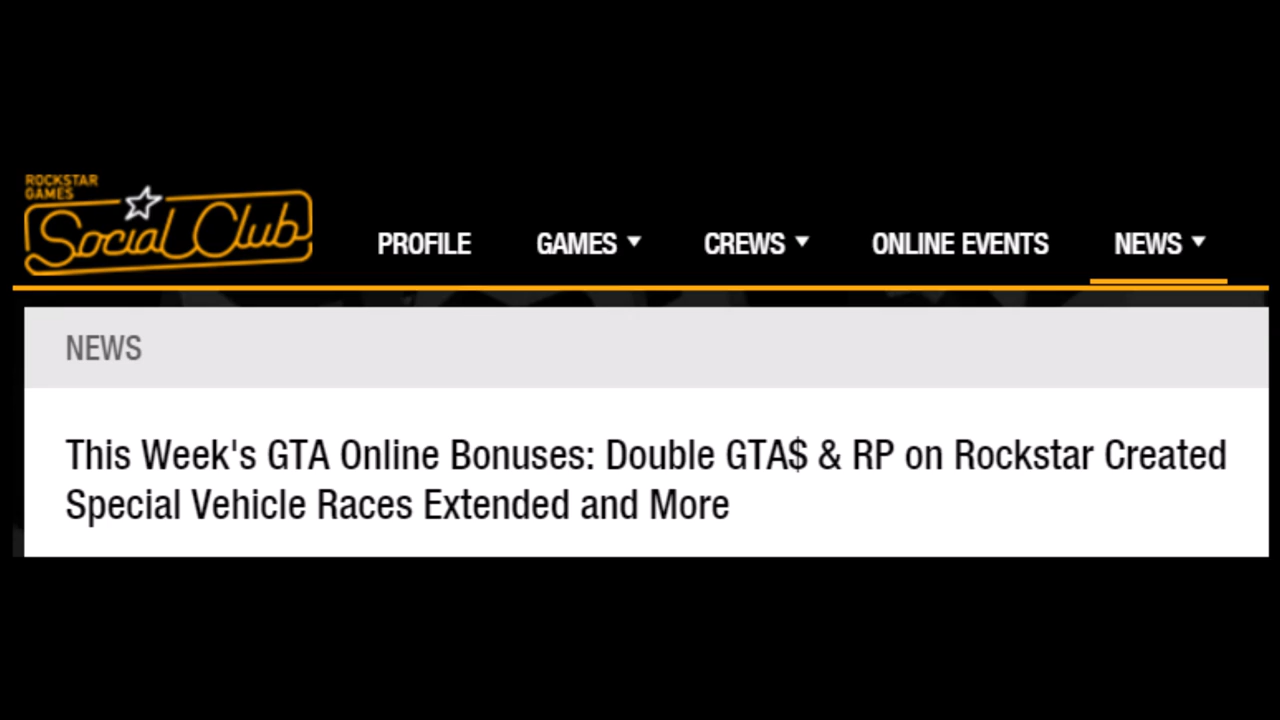 ROCKSTAR
GAMES
Social Club
PROFILE GAMES CREWS ONLINE EVENTS NEWS
NEWS
This Week's GTA Online Bonuses: Double GTA$ & RP on Rockstar Created
Special Vehicle Races Extended and More